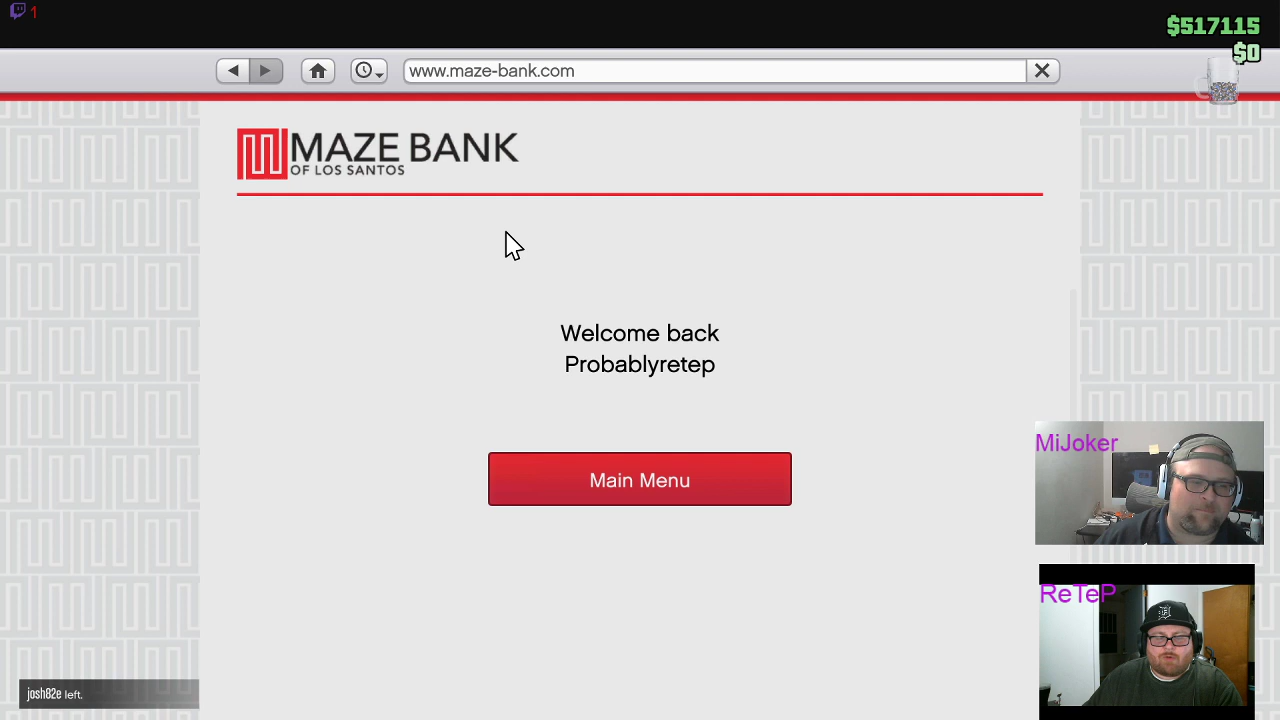 1
$517115
$0
www.maze-bank.com
MAZE BANK
OF LOS SANTOS
Welcome back
Probablyretep
Main Menu
MiJoker
ReTeP
josh82e left.